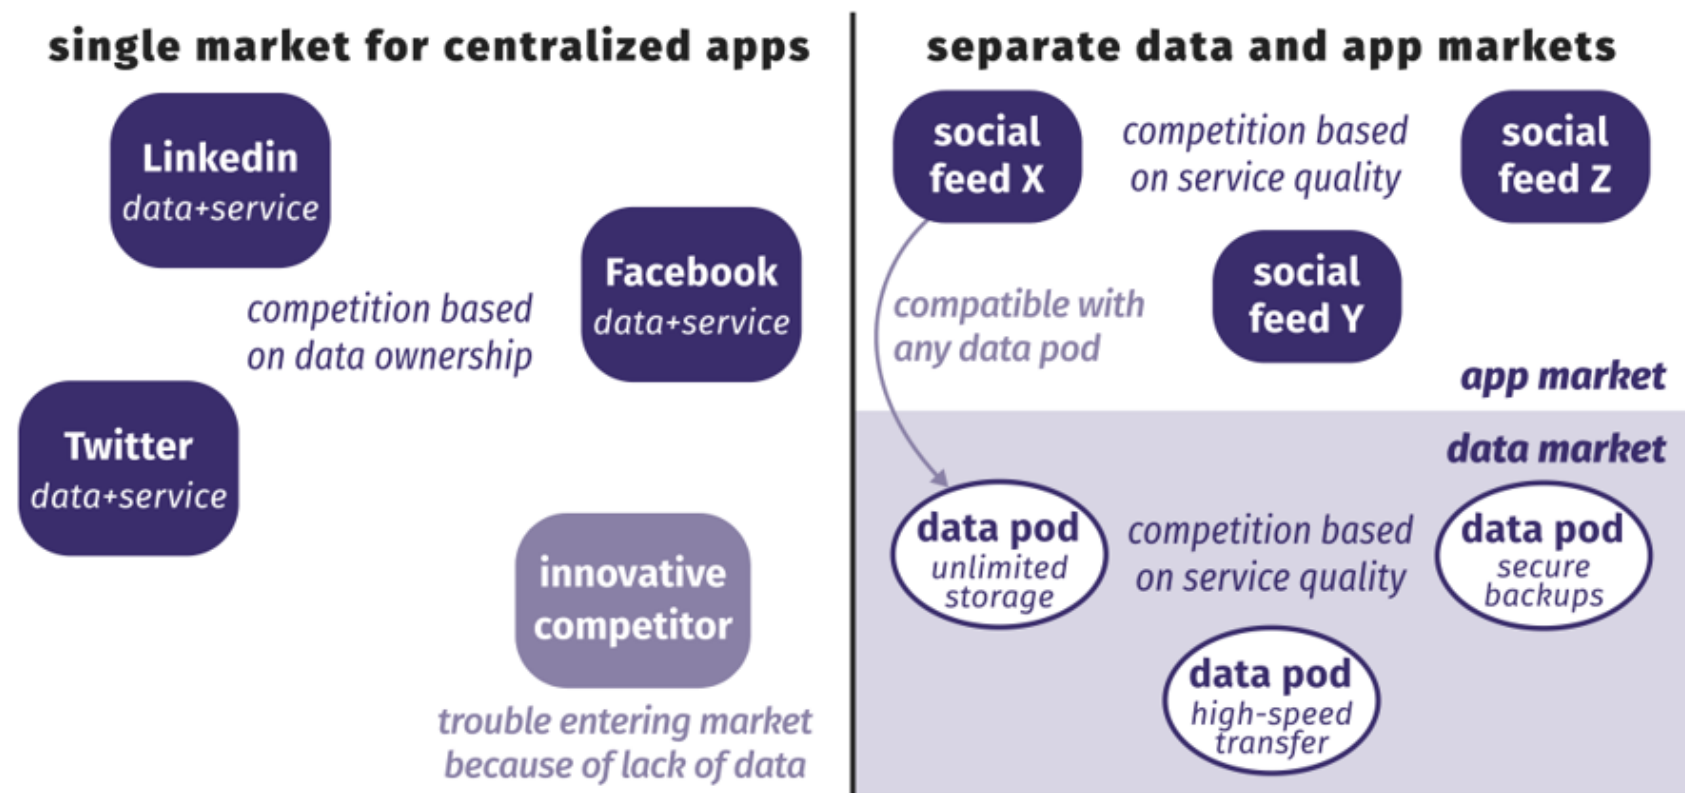 single market for centralized apps
Linkedin
data+service
Facebook
data+service
competition based
on data ownership
Twitter
data+service
innovative
competitor
trouble entering market
because of lack of data
separate data and app markets
social
feed X
competition based
on service quality
social
feed Z
social
feed Y
compatible with
any data pod
app market
data market
data pod
unlimited
storage
competition based
on service quality
data pod
secure
backups
data pod
high-speed
transfer